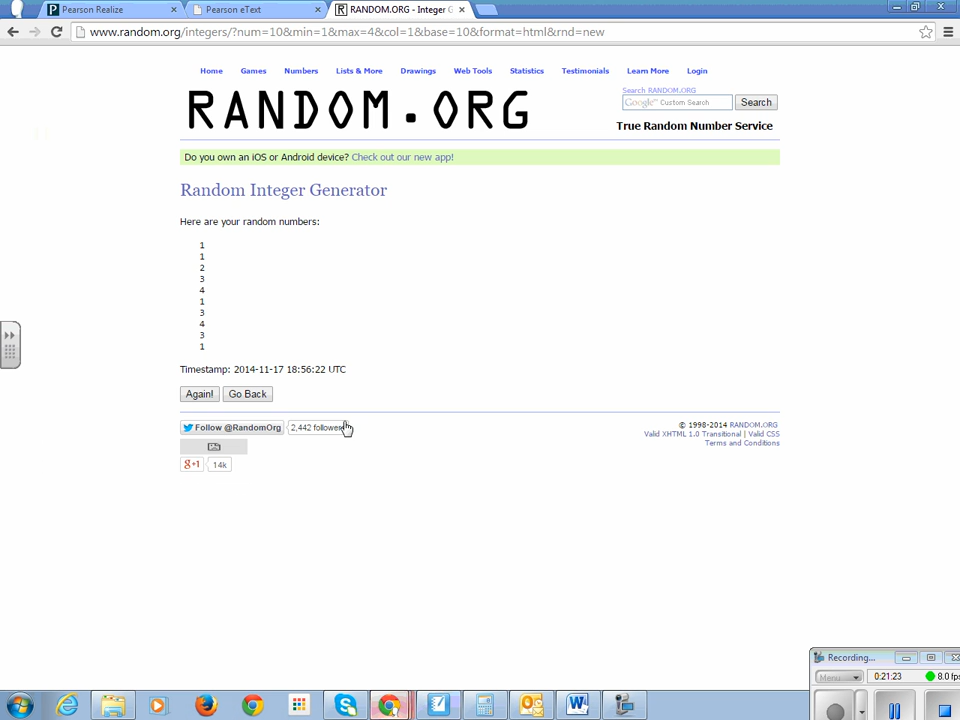 Pearson Realize
Pearson eText
RANDOM.ORG - Integer G
www.random.org/integers/?num=10&min=1&max=4&col=1&base=10&format=html&rnd=new
Home Games Numbers Lists & More Drawings Web Tools Statistics Testimonials Learn More Login
RANDOM.ORG
Search RANDOM.ORG
Google™ Custom Search Search
True Random Number Service
Do you own an iOS or Android device? Check out our new app!
Random Integer Generator
Here are your random numbers:
1
1
2
3
4
1
3
4
3
1
Timestamp: 2014-11-17 18:56:22 UTC
Again! Go Back
Follow @RandomOrg 2,442 followers
g+1 14k
© 1998-2014 RANDOM.ORG
Valid XHTML 1.0 Transitional | Valid CSS
Terms and Conditions
Recording...
Menu 0:21:23 8.0 fp